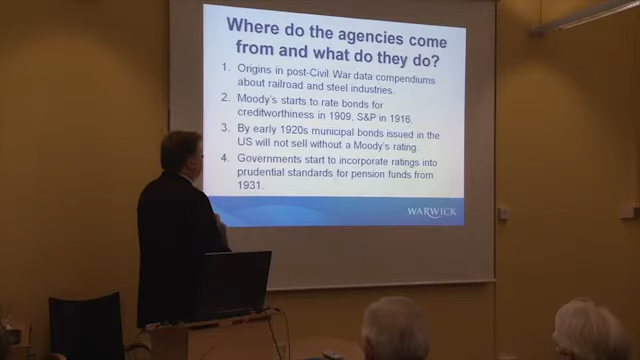 Where do the agencies come
from and what do they do?
1. Origins in post-Civil War data compendiums
about railroad and steel industries.
2. Moody's starts to rate bonds for
creditworthiness in 1909, S&P in 1916.
3. By early 1920s municipal bonds issued in the
US will not sell without a Moody's rating.
4. Governments start to incorporate ratings into
prudential standards for pension funds from
1931.
WARWICK